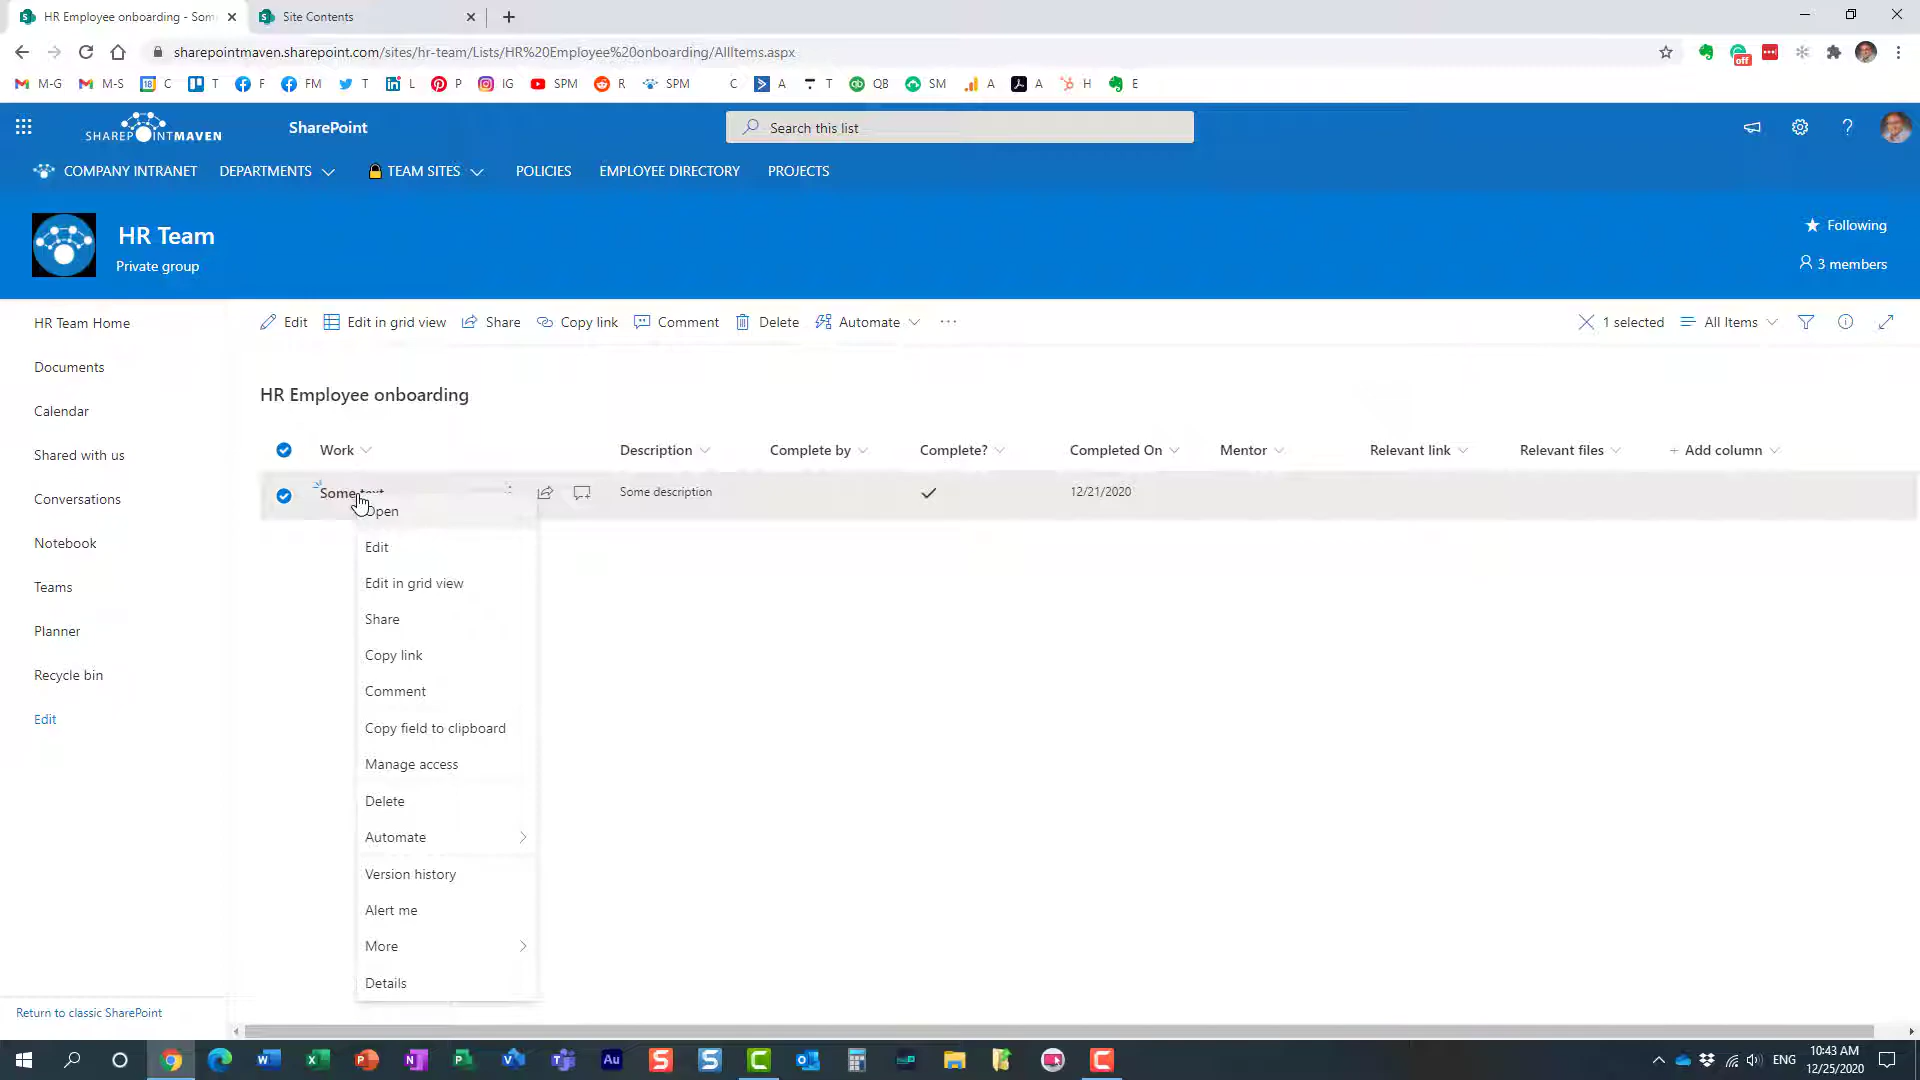 HR Employee onboarding - Som
Site Contents
sharepointmaven.sharepoint.com/sites/hr-team/Lists/HR%20Employee%20onboarding/AllItems.aspx
M-G M-S C T F FM T L P IG SPM R SPM C A T QB SM A A H E
off
SHAREPOINTMAVEN
SharePoint
Search this list
COMPANY INTRANET DEPARTMENTS TEAM SITES POLICIES EMPLOYEE DIRECTORY PROJECTS
HR Team
Private group
Following
3 members
HR Team Home
Documents
Calendar
Shared with us
Conversations
Notebook
Teams
Planner
Recycle bin
Edit
Return to classic SharePoint
Edit Edit in grid view Share Copy link Comment Delete Automate
1 selected All Items
HR Employee onboarding
Work Description Complete by Complete? Completed On Mentor Relevant link Relevant files + Add column
Some text Some description 12/21/2020
Open
Edit
Edit in grid view
Share
Copy link
Comment
Copy field to clipboard
Manage access
Delete
Automate
Version history
Alert me
More
Details
ENG
10:43 AM
12/25/2020